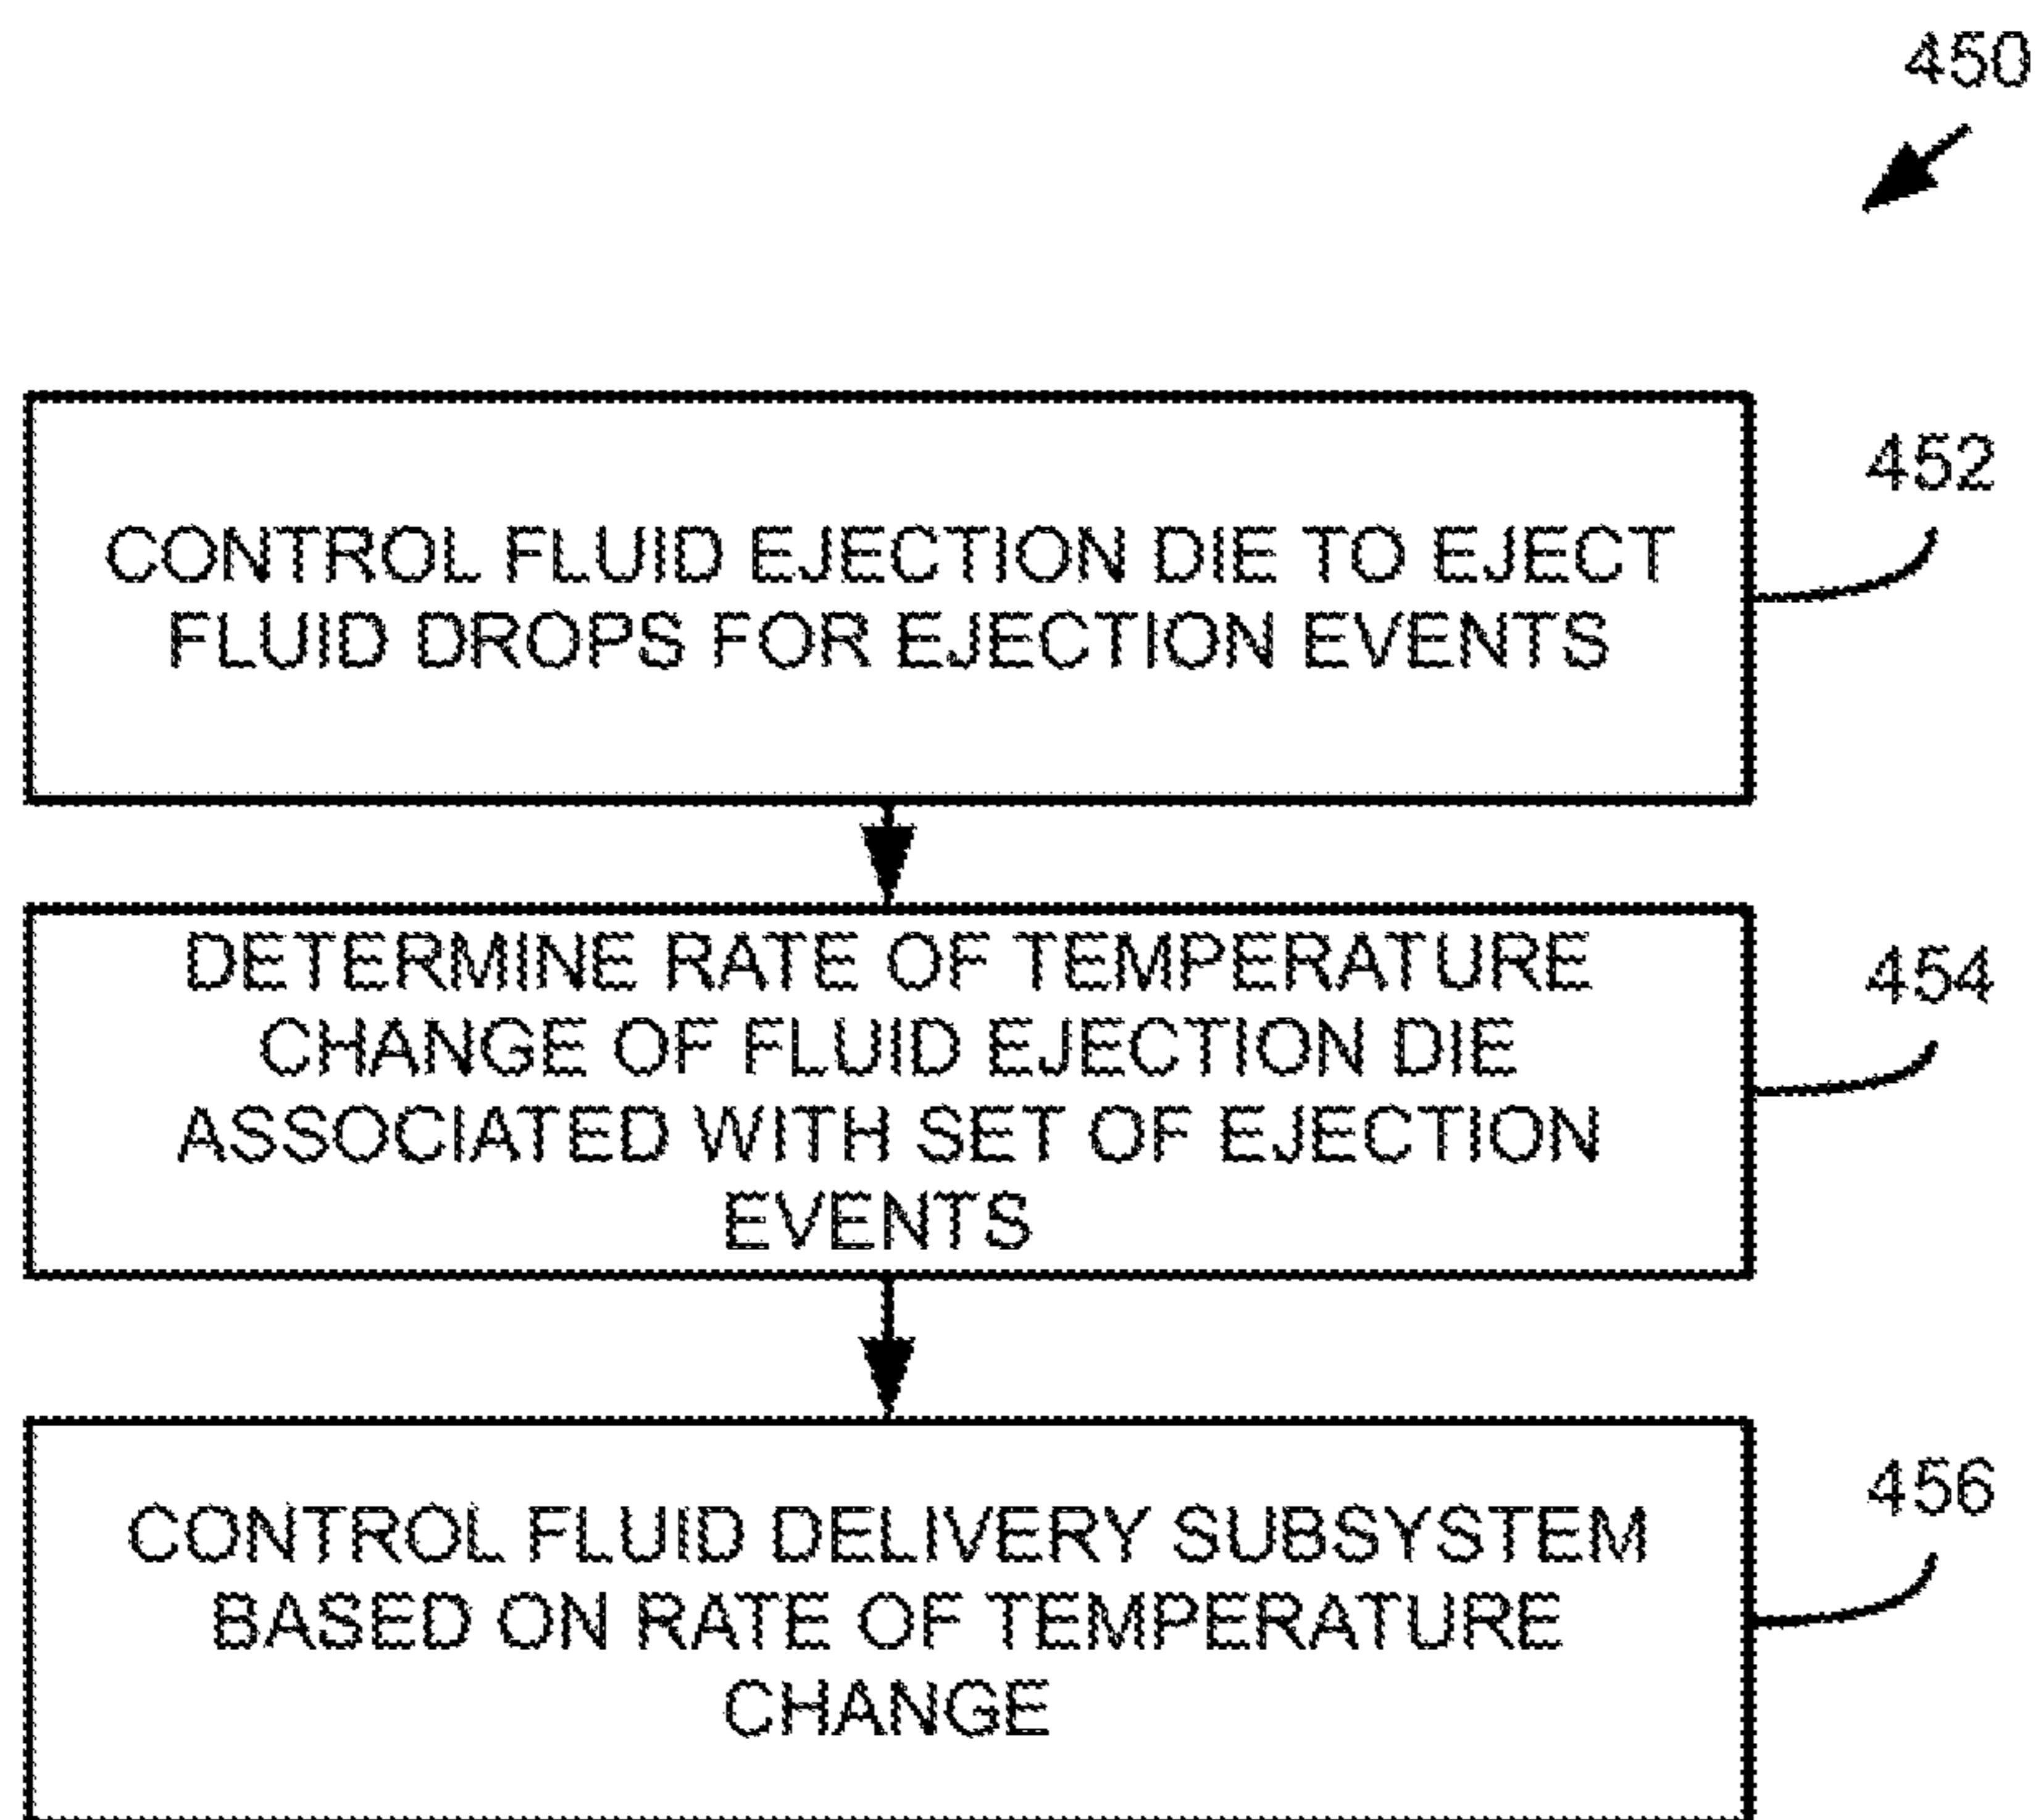 450
CONTROL FLUID EJECTION DIE TO EJECT
FLUID DROPS FOR EJECTION EVENTS
452
DETERMINE RATE OF TEMPERATURE
CHANGE OF FLUID EJECTION DIE
ASSOCIATED WITH SET OF EJECTION
EVENTS
454
CONTROL FLUID DELIVERY SUBSYSTEM
BASED ON RATE OF TEMPERATURE
CHANGE
456